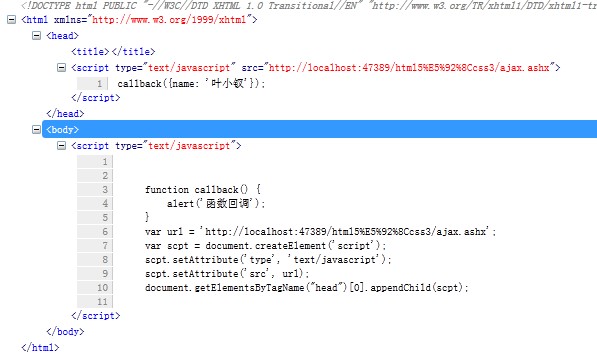 <!DOCTYPE html PUBLIC "-//W3C//DTD XHTML 1.0 Transitional//EN" "http://www.w3.org/TR/xhtml1/DTD/xhtml1-tr
<html xmlns="http://www.w3.org/1999/xhtml">
<head>
<title></title>
<script type="text/javascript" src="http://localhost:47389/html5%E5%92%8Ccss3/ajax.ashx">
1 callback({name: '叶小钗'});
</script>
</head>
<body>
<script type="text/javascript">
1
2
3 function callback() {
4 alert('函数回调');
5 }
6 var url = 'http://localhost:47389/html5%E5%92%8Ccss3/ajax.ashx';
7 var scpt = document.createElement('script');
8 scpt.setAttribute('type', 'text/javascript');
9 scpt.setAttribute('src', url);
10 document.getElementsByTagName("head")[0].appendChild(scpt);
11
</script>
</body>
</html>